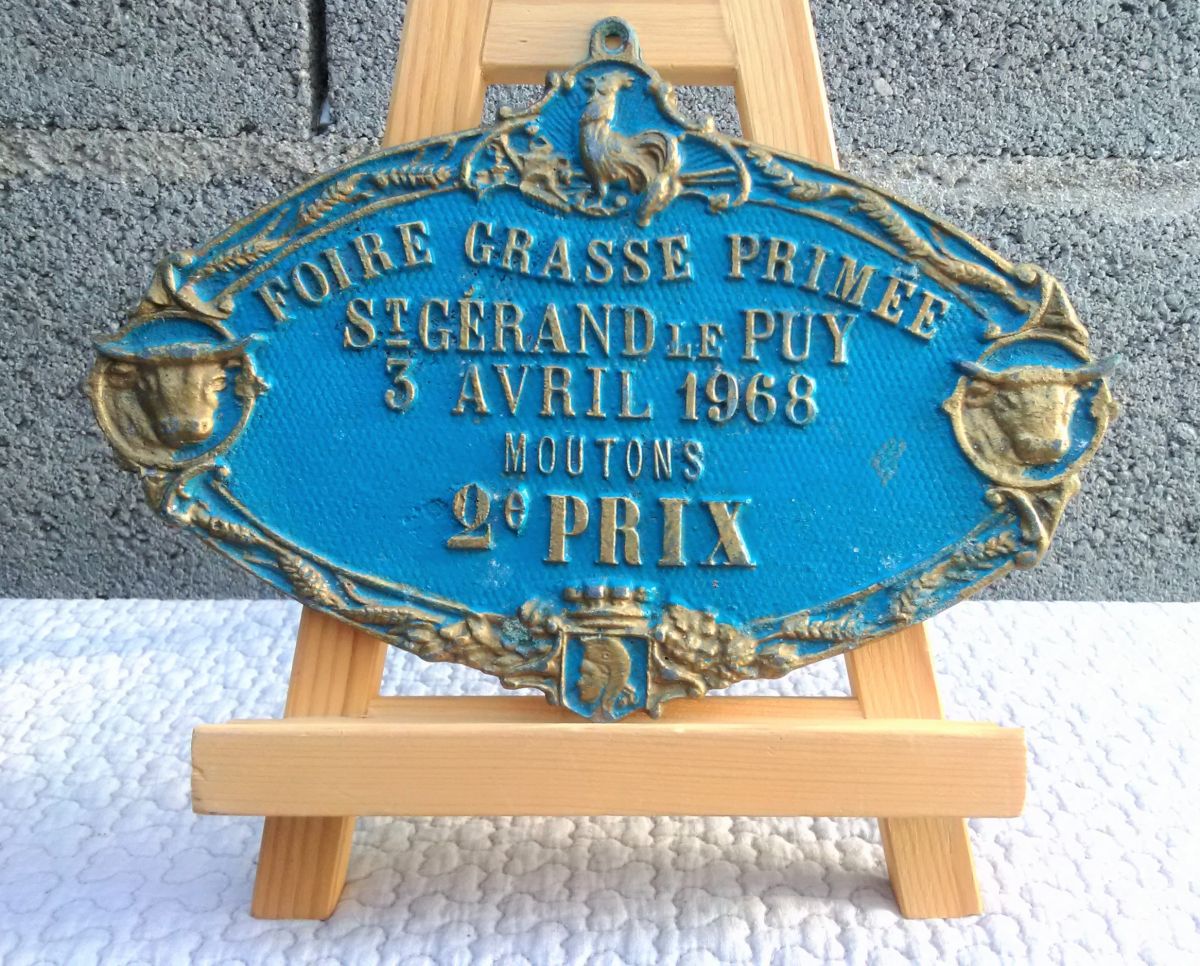 FOIRE GRASSE PRIMÉE
ST GÉRAND LE PUY
3 AVRIL 1968
MOUTONS
2e PRIX